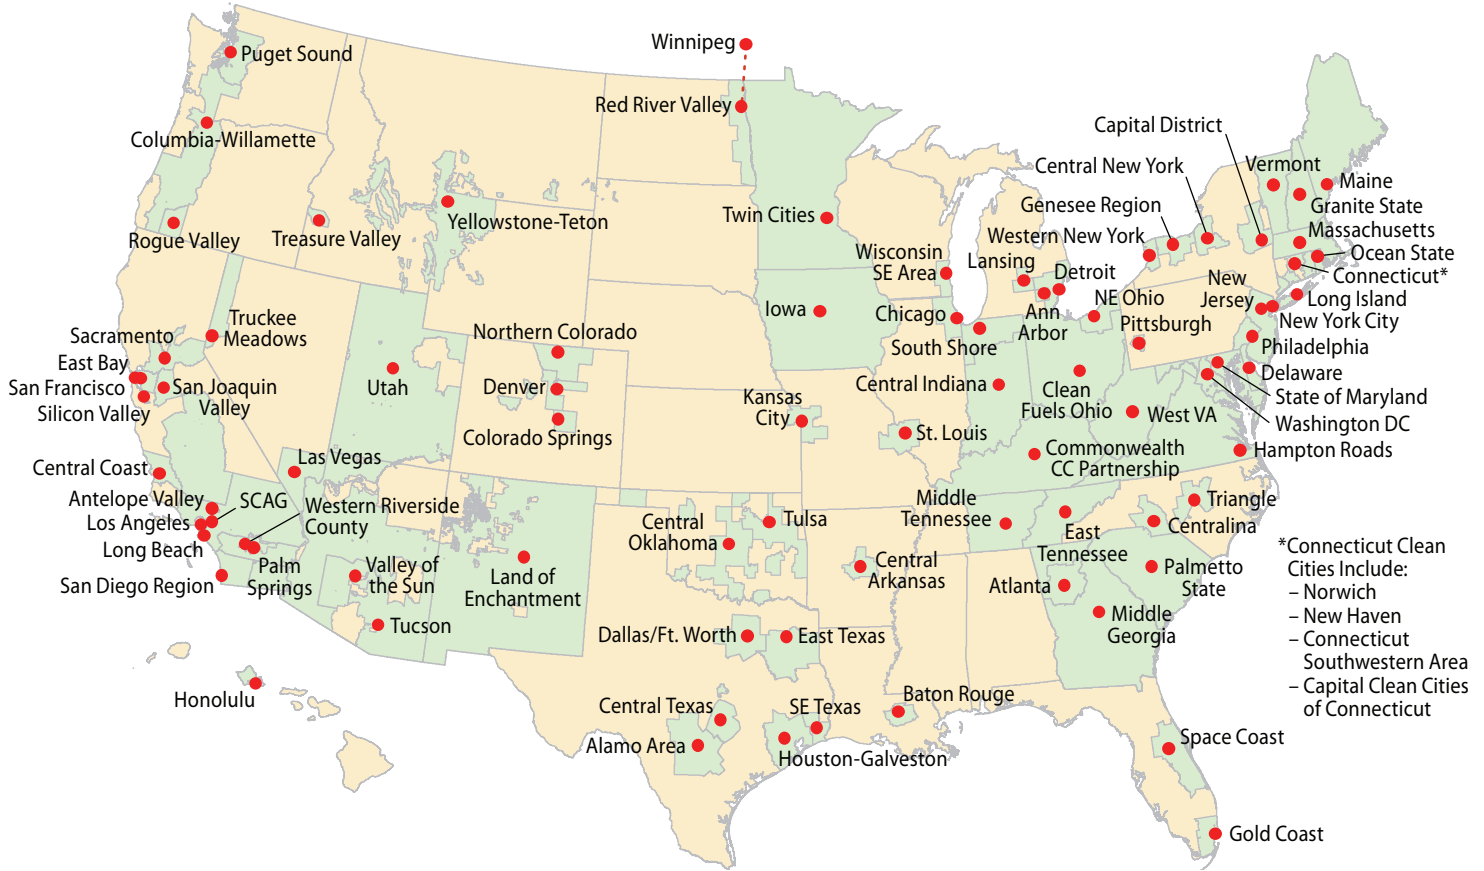 Winnipeg
Puget Sound
Red River Valley
Capital District
Columbia-Willamette
Central New York
Vermont
Maine
Genesee Region
Granite State
Yellowstone-Teton
Twin Cities
Western New York
Massachusetts
Rogue Valley
Treasure Valley
Wisconsin
SE Area
Lansing
Detroit
Ocean State
Connecticut*
New
Jersey
Long Island
NE Ohio
Iowa
Chicago
Ann
Arbor
Pittsburgh
New York City
Truckee
Meadows
Sacramento
Northern Colorado
South Shore
Philadelphia
East Bay
San Francisco
San Joaquin
Valley
Silicon Valley
Utah
Denver
Central Indiana
Clean
Fuels Ohio
Delaware
State of Maryland
Kansas
City
West VA
Washington DC
Colorado Springs
St. Louis
Commonwealth
CC Partnership
Hampton Roads
Las Vegas
Central Coast
Antelope Valley
SCAG
Western Riverside
County
Middle
Tennessee
Triangle
Los Angeles
Tulsa
Central
Oklahoma
East
Tennessee
Centralina
Long Beach
Palm
Springs
Valley of
the Sun
Land of
Enchantment
Central
Arkansas
Atlanta
Palmetto
State
San Diego Region
Middle
Georgia
Tucson
Dallas/Ft. Worth
East Texas
*Connecticut Clean
Cities Include:
– Norwich
– New Haven
– Connecticut
Southwestern Area
– Capital Clean Cities
of Connecticut
Honolulu
Central Texas
SE Texas
Baton Rouge
Alamo Area
Houston-Galveston
Space Coast
Gold Coast